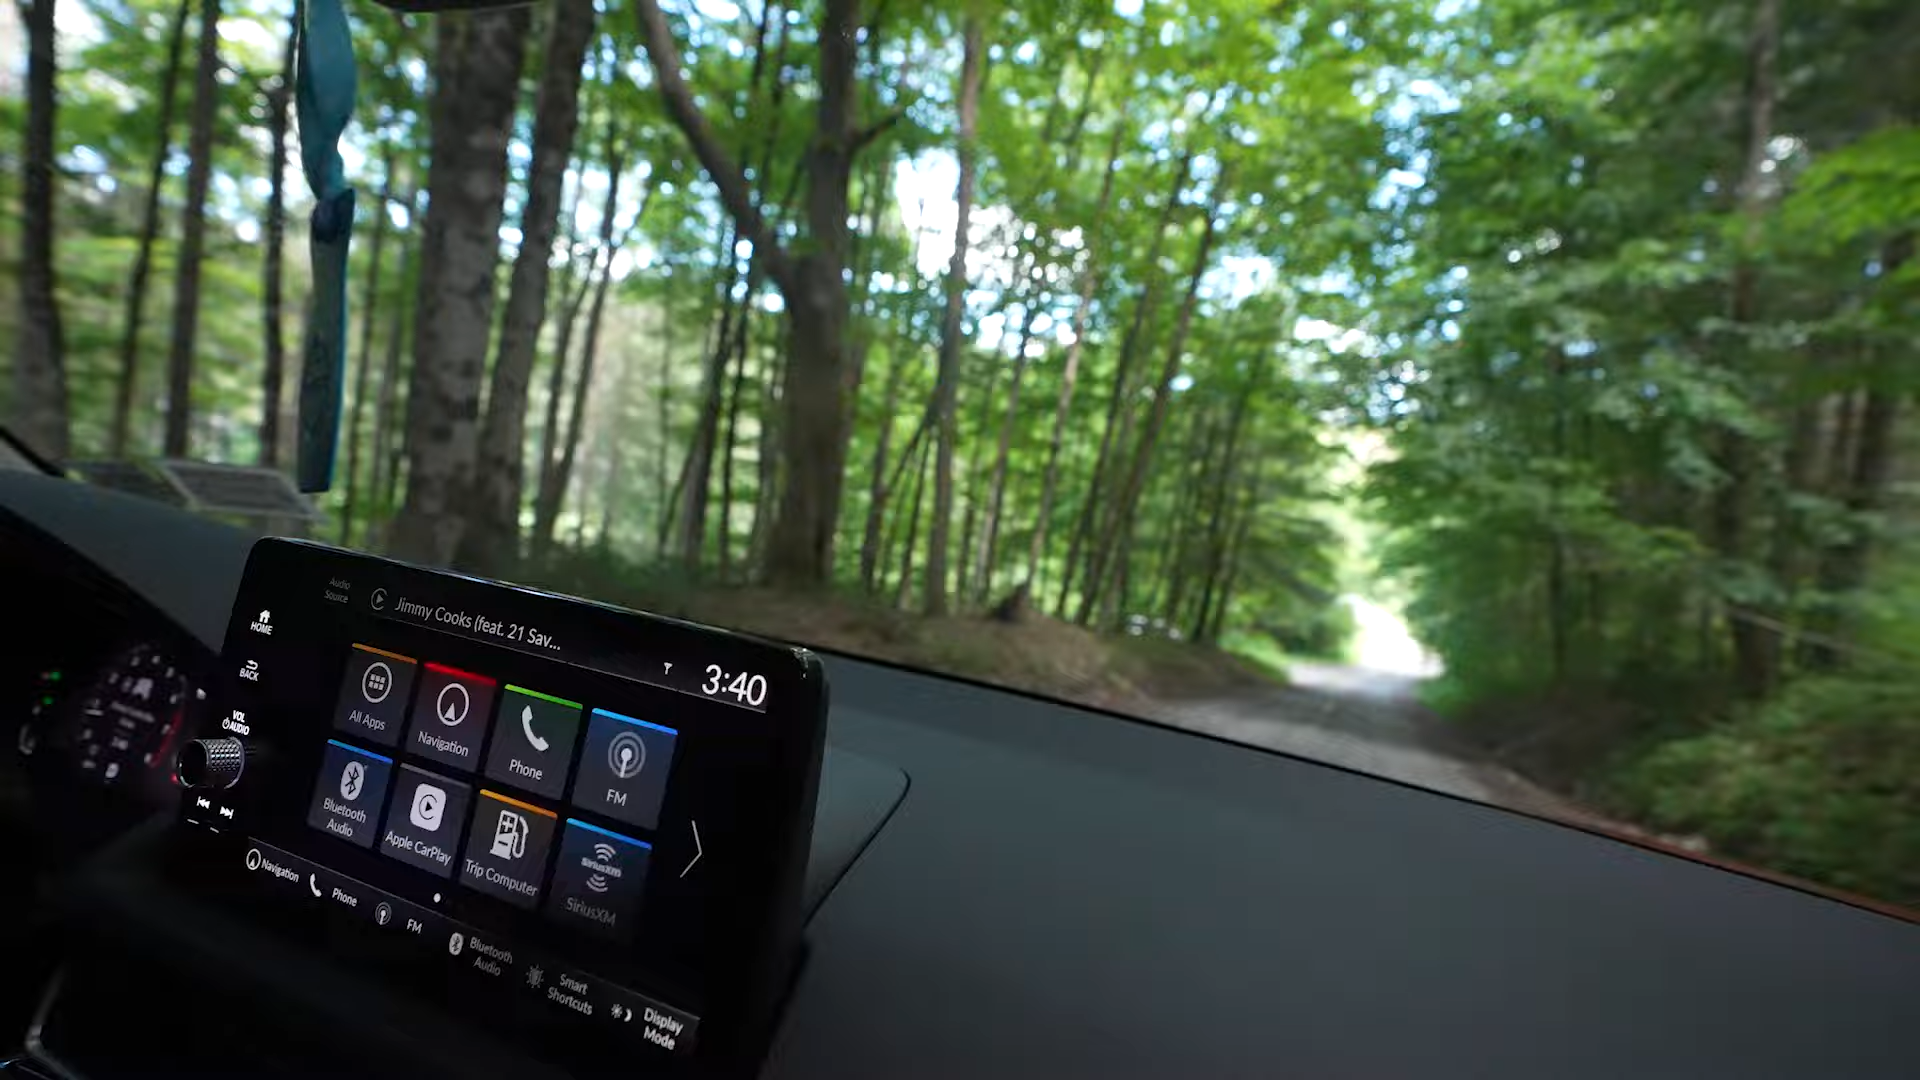 Audio
Source
Jimmy Cooks (feat. 21 Sav...
3:40
HOME
BACK
VOL
AUDIO
All Apps
Navigation
Phone
FM
Bluetooth
Audio
Apple CarPlay
Trip Computer
SiriusXM
SiriusXM
Navigation
Phone
FM
Bluetooth
Audio
Smart
Shortcuts
Display
Mode